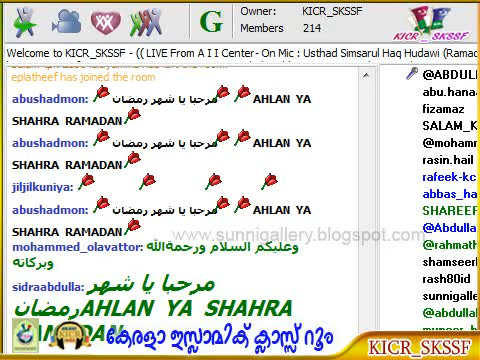 Owner: KICR_SKSSF
Members 214
KICR_SKSSF
Welcome to KICR_SKSSF - (( LIVE From A I I Center- On Mic : Usthad Simsarul Haq Hudawi (Ramad
eplatheef has joined the room
abushadmon: مرحبا يا شهر رمضان AHLAN YA
SHAHRA RAMADAN
abushadmon: مرحبا يا شهر رمضان AHLAN YA
SHAHRA RAMADAN
jiljilkuniya:
abushadmon: مرحبا يا شهر رمضان AHLAN YA
SHAHRA RAMADAN
mohammed_olavattor: وعليكم السلام ورحمةالله
وبركاته
sidraabdulla: مرحبا يا شهر
رمضان AHLAN YA SHAHRA
@ABDUL
abu.hana
fizamaz
SALAM_K
@moham
rasin.hail
rafeek-kc
abbas_ha
SHAREEF
@Abdulla
@rahmath
shamseer
rash80id
sunnigalle
@abdulla
www.sunnigallery.blogspot.com
കേരളാ ഇസ്ലാമിക് ക്ലാസ്സ് റൂം
KICR_SKSSF